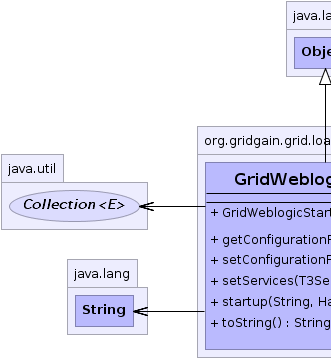 java.la
Obje
org.gridgain.grid.loa
java.util
GridWeblog
Collection<E>
+ GridWeblogicStart
+ getConfigurationF
+ setConfigurationF
java.lang
+ setServices(T3Se
+ startup(String, Ha
String
+ toString() : String